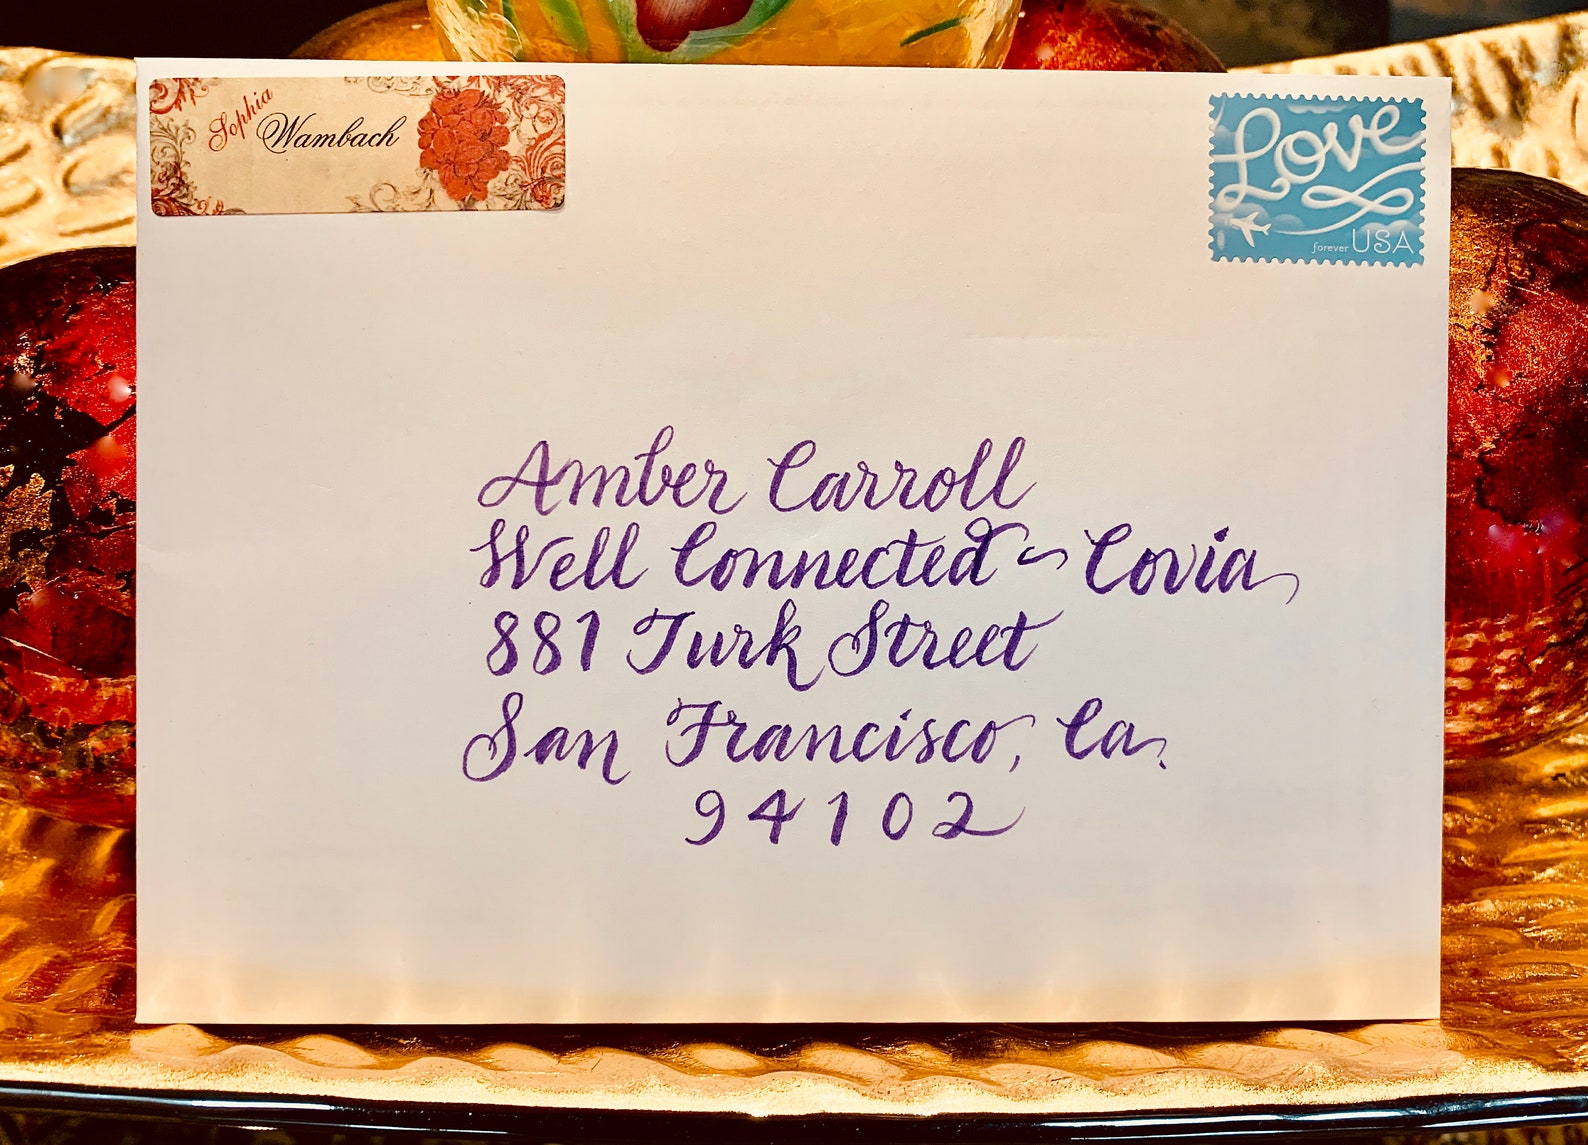 Sophia
Wambach
Love
forever USA
Amber Carroll
Well Connected ~ Covia
881 Turk Street
San Francisco, Ca.
94102